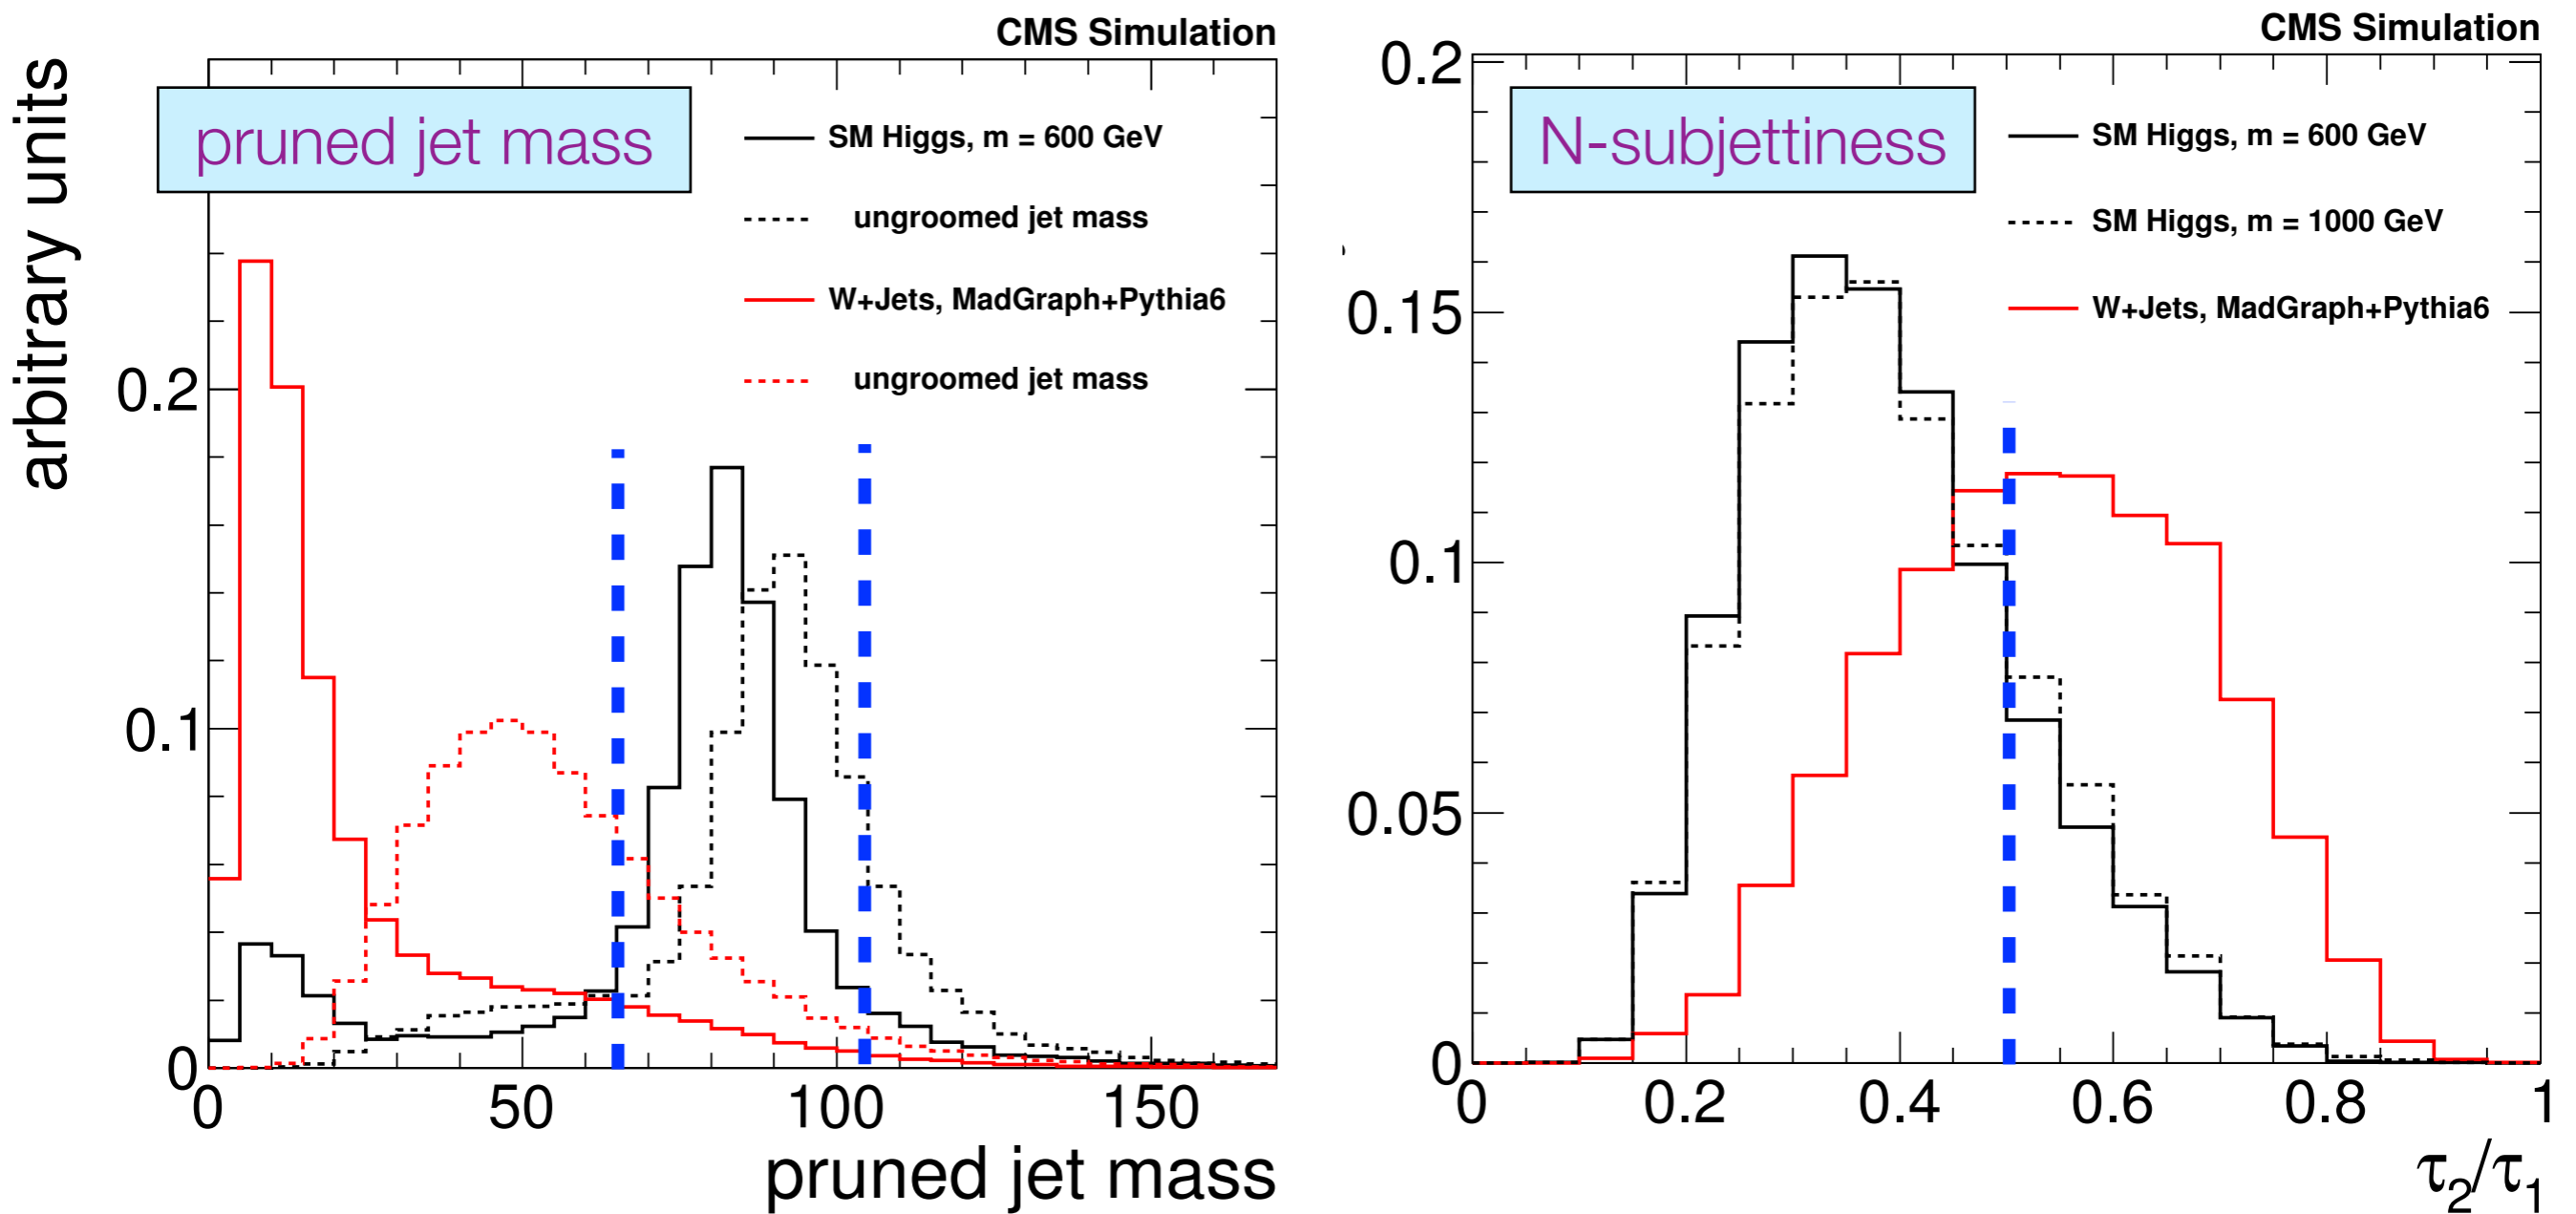 CMS Simulation
arbitrary units
pruned jet mass
SM Higgs, m = 600 GeV
ungroomed jet mass
W+Jets, MadGraph+Pythia6
ungroomed jet mass
0.2
0.1
0
0 50 100 150
pruned jet mass
CMS Simulation
N-subjettiness
SM Higgs, m = 600 GeV
SM Higgs, m = 1000 GeV
W+Jets, MadGraph+Pythia6
0.2
0.15
0.1
0.05
0
0 0.2 0.4 0.6 0.8 1
τ2/τ1